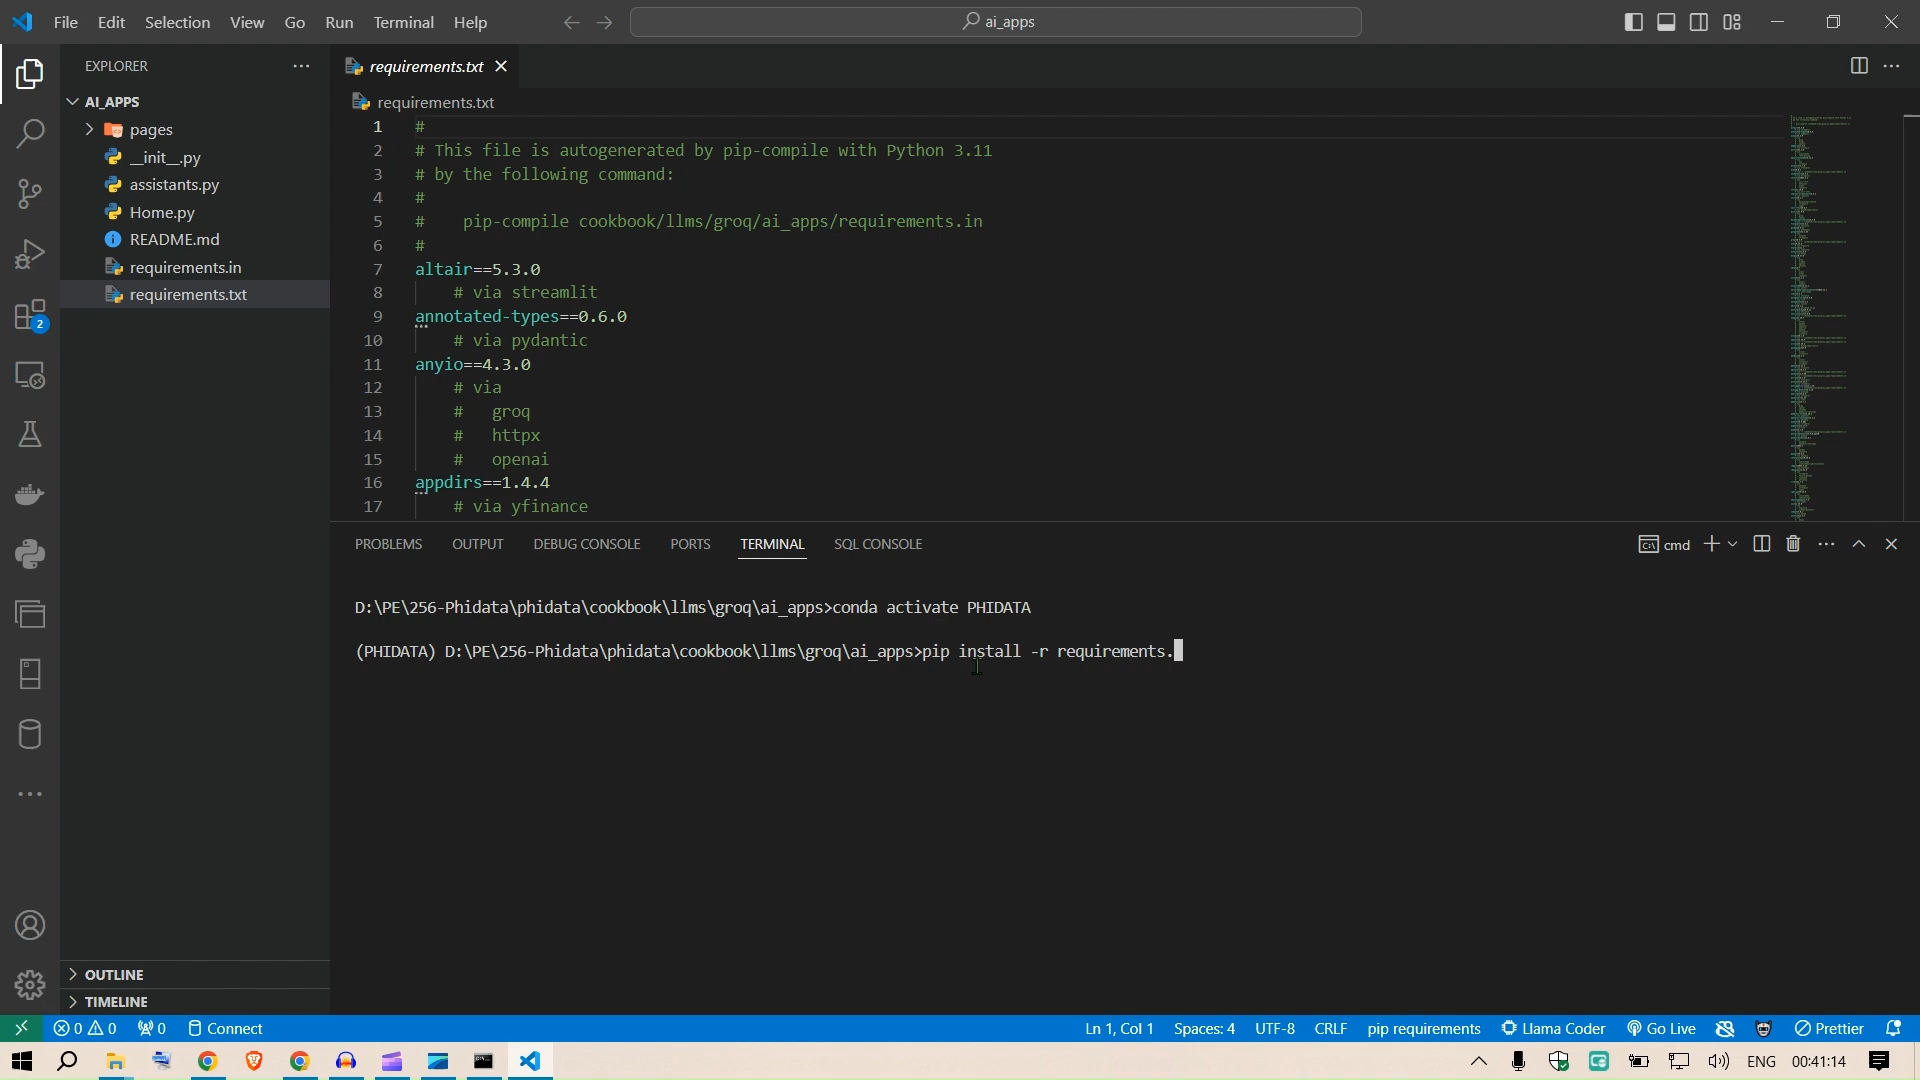 File Edit Selection View Go Run Terminal Help
ai_apps
EXPLORER
AI_APPS
pages
__init__.py
assistants.py
Home.py
README.md
requirements.in
requirements.txt
2
OUTLINE
TIMELINE
requirements.txt
requirements.txt
1 #
2 # This file is autogenerated by pip-compile with Python 3.11
3 # by the following command:
4 #
5 #    pip-compile cookbook/llms/groq/ai_apps/requirements.in
6 #
7 altair==5.3.0
8     # via streamlit
9 annotated-types==0.6.0
10     # via pydantic
11 anyio==4.3.0
12     # via
13     #   groq
14     #   httpx
15     #   openai
16 appdirs==1.4.4
17     # via yfinance
PROBLEMS OUTPUT DEBUG CONSOLE PORTS TERMINAL SQL CONSOLE
cmd
D:\PE\256-Phidata\phidata\cookbook\llms\groq\ai_apps>conda activate PHIDATA
(PHIDATA) D:\PE\256-Phidata\phidata\cookbook\llms\groq\ai_apps>pip install -r requirements.
0 0 0 Connect
Ln 1, Col 1 Spaces: 4 UTF-8 CRLF pip requirements Llama Coder Go Live Prettier
ENG 00:41:14